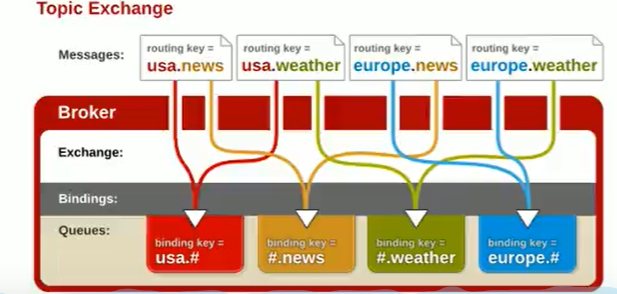 Topic Exchange
Messages:
routing key =
usa.news
routing key =
usa.weather
routing key =
europe.news
routing key =
europe.weather
Broker
Exchange:
Bindings:
Queues:
binding key =
usa.#
binding key =
#.news
binding key =
#.weather
binding key =
europe.#